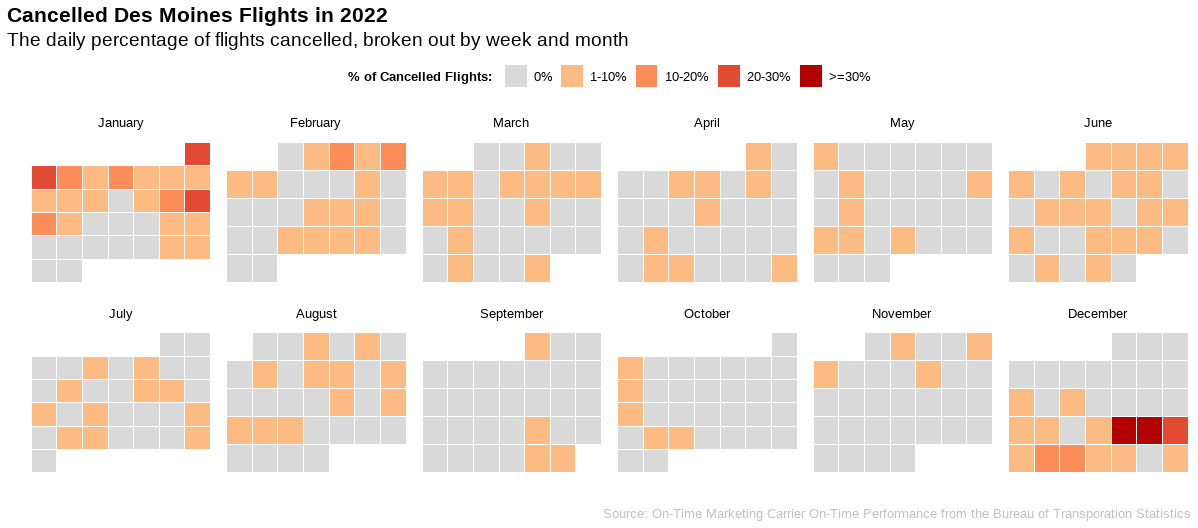 Cancelled Des Moines Flights in 2022
The daily percentage of flights cancelled, broken out by week and month
% of Cancelled Flights: 0% 1-10% 10-20% 20-30% >=30%
January February March April May June
July August September October November December
Source: On-Time Marketing Carrier On-Time Performance from the Bureau of Transporation Statistics